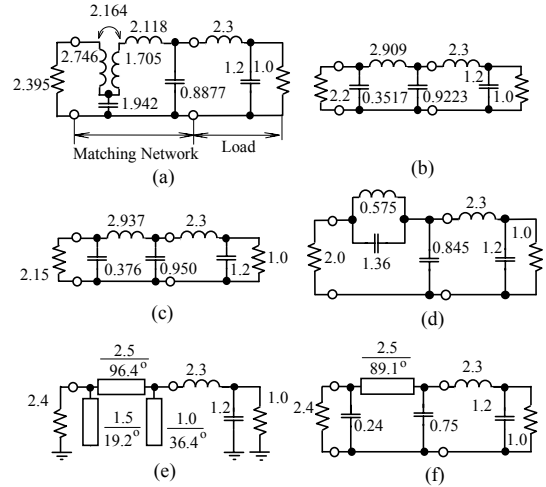 2.164
2.118 2.3
2.746 1.705
2.395 1.942 0.8877 1.2 1.0
Matching Network Load
(a)
2.909 2.3
2.2 0.3517 0.9223 1.2 1.0
(b)
2.937 2.3
2.15 0.376 0.950 1.2 1.0
(c)
0.575 2.3
2.0 1.36 0.845 1.2 1.0
(d)
2.5 2.3
96.4°
2.4 1.5 1.0 1.2 1.0
19.2° 36.4°
(e)
2.5 2.3
89.1°
2.4 0.24 0.75 1.2 1.0
(f)